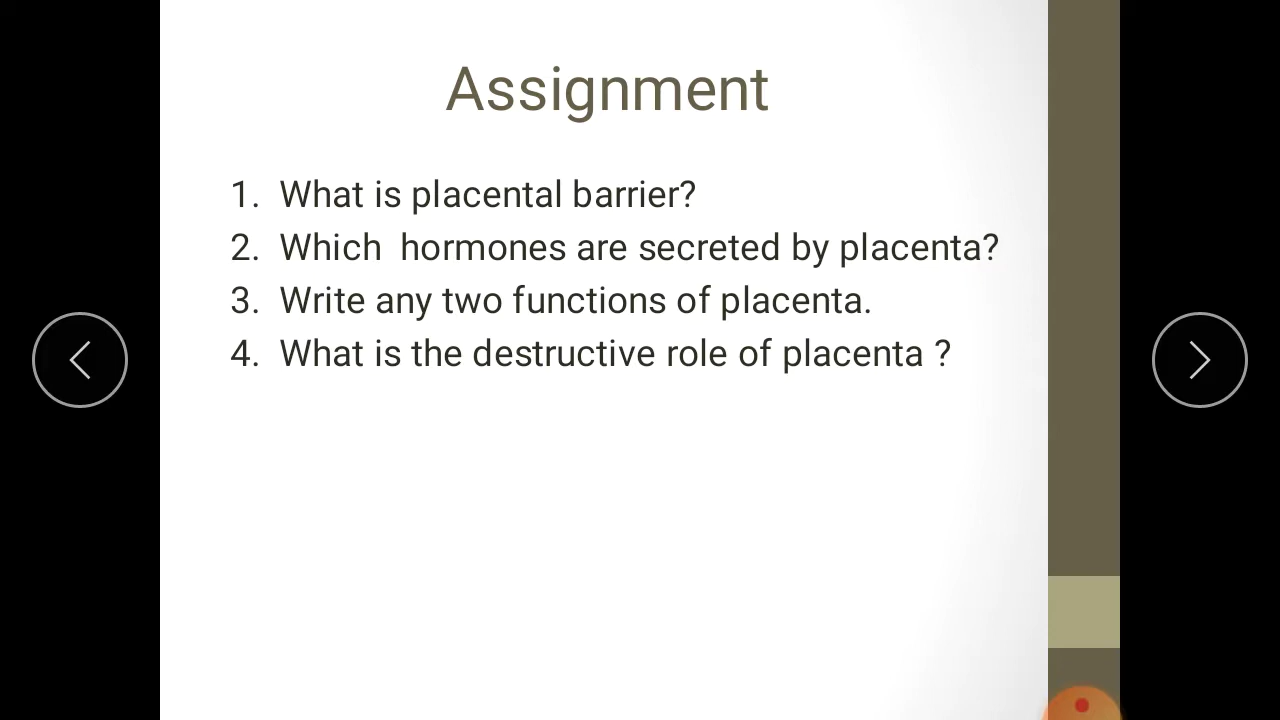 Assignment
1. What is placental barrier?
2. Which hormones are secreted by placenta?
3. Write any two functions of placenta.
4. What is the destructive role of placenta ?